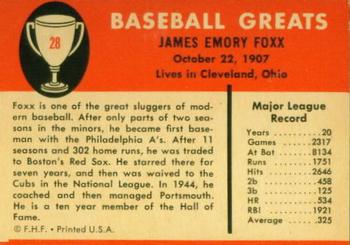 BASEBALL GREATS
28
JAMES EMORY FOXX
October 22, 1907
Lives in Cleveland, Ohio
Foxx is one of the great sluggers of mod-
ern baseball. After only parts of two sea-
sons in the minors, he became first base-
man with the Philadelphia A's. After 11
seasons and 302 home runs, he was traded
to Boston's Red Sox. He starred there for
seven years, and then was waived to the
Cubs in the National League. In 1944, he
coached and then managed Portsmouth.
He is a ten year member of the Hall of
Fame.
© F.H.F. • Printed U.S.A.
Major League
Record
Years 20
Games 2317
At Bat 8134
Runs 1751
Hits 2646
2b 458
3b 125
HR 534
RBI 1921
Average .325